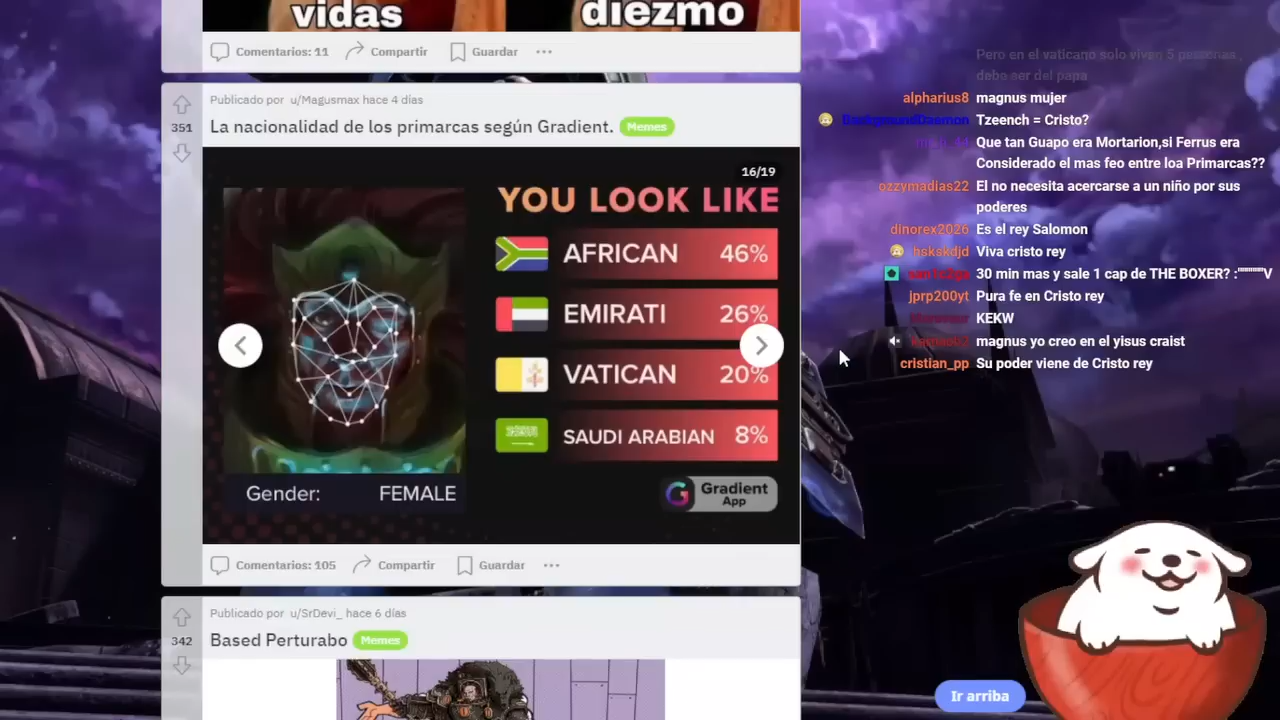 vidas
diezmo
Comentarios: 11 Compartir Guardar
Publicado por u/Magusmax hace 4 días
351
La nacionalidad de los primarcas según Gradient. Memes
16/19
YOU LOOK LIKE
AFRICAN 46%
EMIRATI 26%
VATICAN 20%
SAUDI ARABIAN 8%
Gender: FEMALE
Gradient
App
Comentarios: 105 Compartir Guardar
Publicado por u/SrDevi_ hace 6 días
342
Based Perturabo Memes
Pero en el vaticano solo viven 5 personas ,
debe ser del papa
alpharius8 magnus mujer
Tzeench = Cristo?
Que tan Guapo era Mortarion,si Ferrus era
Considerado el mas feo entre loa Primarcas??
ozzymadias22 El no necesita acercarse a un niño por sus
poderes
dinorex2026 Es el rey Salomon
hskakdjd Viva cristo rey
30 min mas y sale 1 cap de THE BOXER? :""""""V
jprp200yt Pura fe en Cristo rey
KEKW
magnus yo creo en el yisus craist
cristian_pp Su poder viene de Cristo rey
Ir arriba